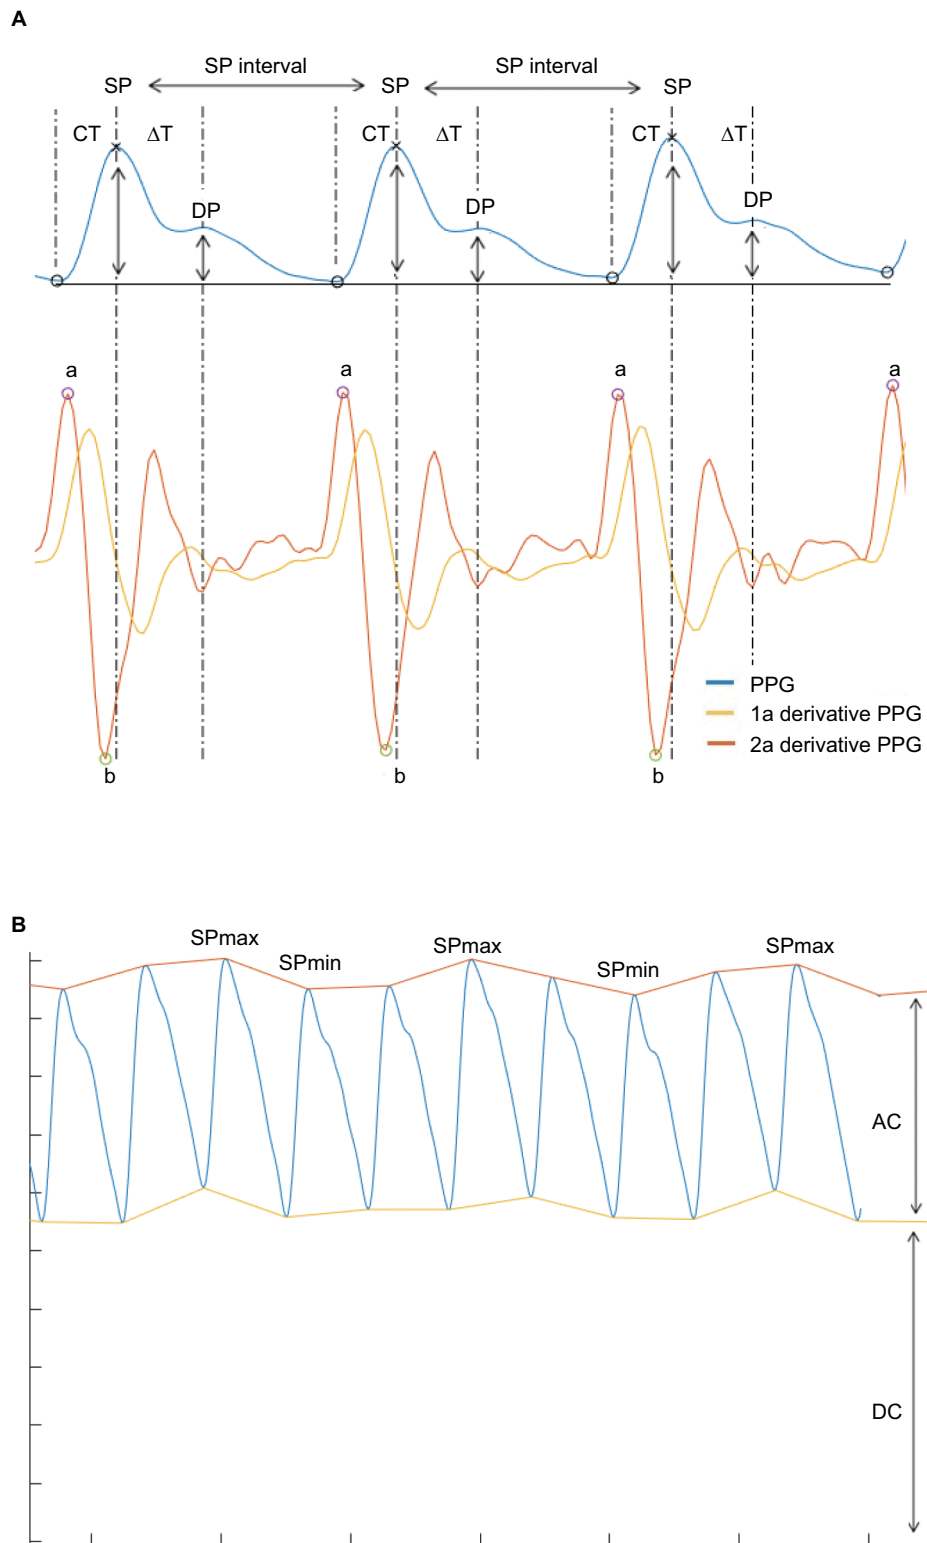 A
SP interval
SP interval
SP
SP
SP
CT
ΔT
CT
ΔT
CT
ΔT
DP
DP
DP
a
a
a
a
PPG
1a derivative PPG
2a derivative PPG
b
b
b
B
SPmax
SPmin
SPmax
SPmin
SPmax
AC
DC